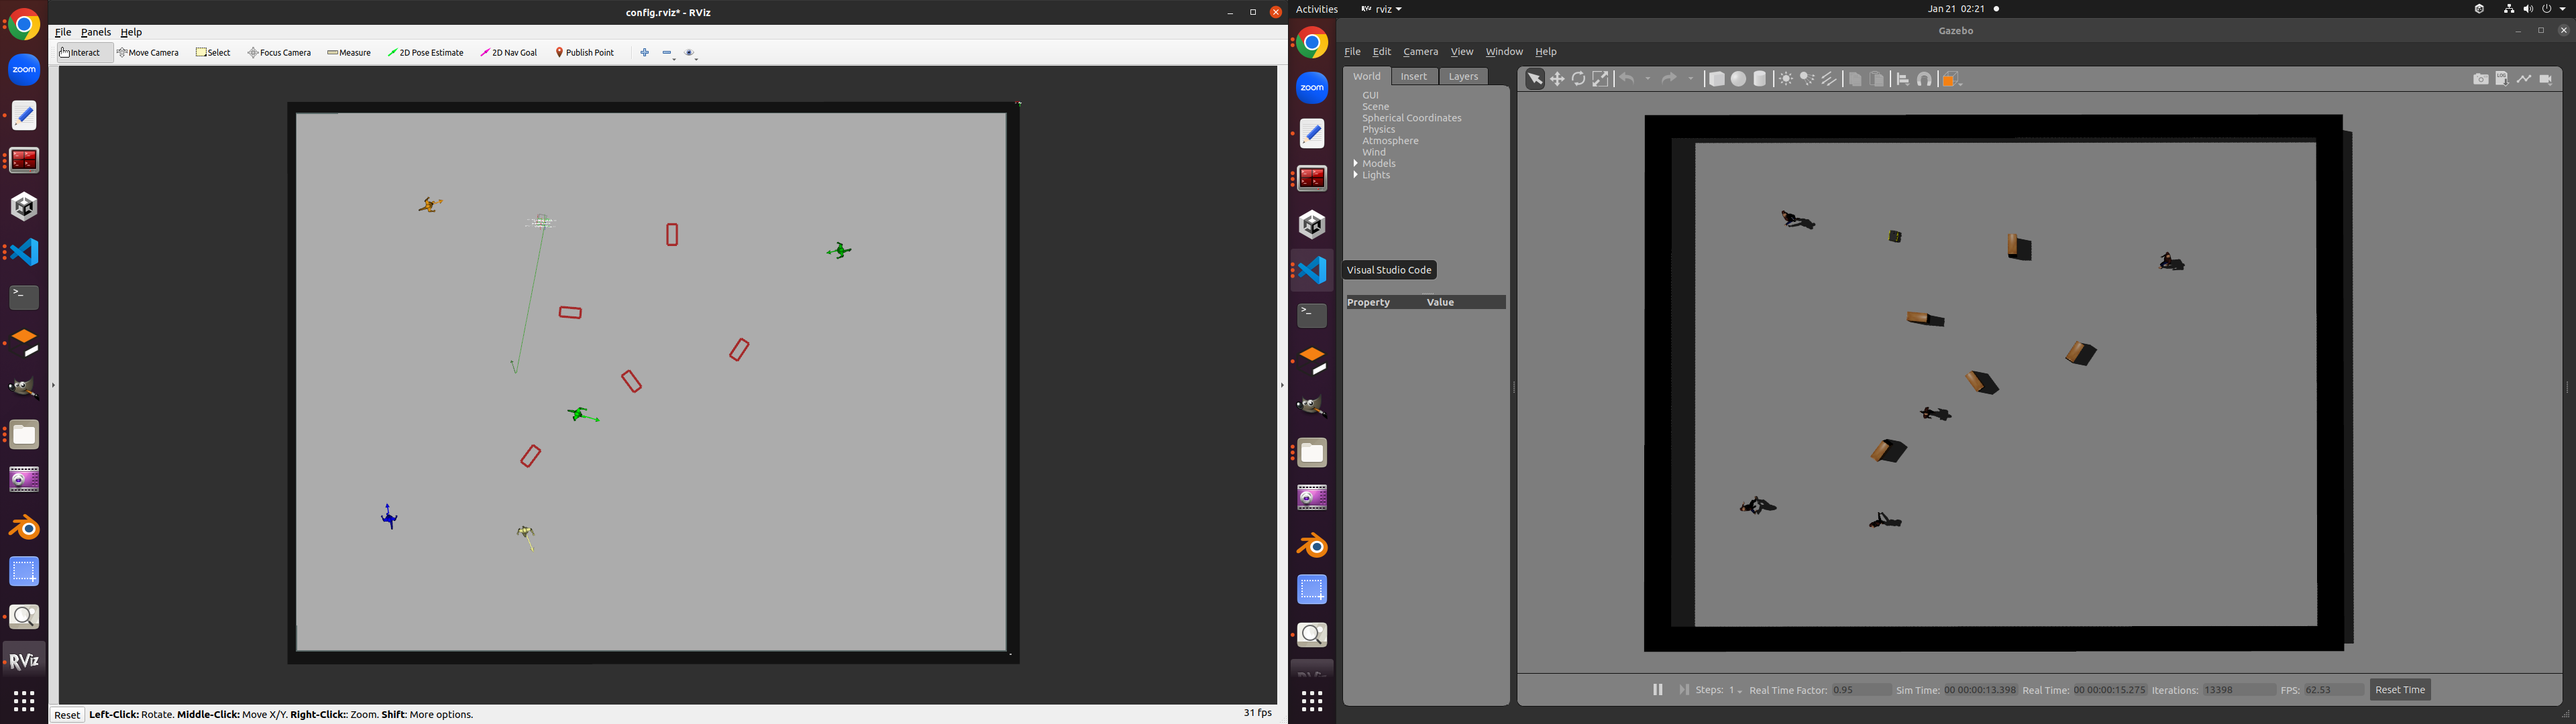 config.rviz* - RViz
File Panels Help
Interact Move Camera Select Focus Camera Measure 2D Pose Estimate 2D Nav Goal Publish Point
zoom
>_
RViz
Reset Left-Click: Rotate. Middle-Click: Move X/Y. Right-Click:: Zoom. Shift: More options. 31 fps
Activities rviz Jan 21 02:21
Gazebo
File Edit Camera View Window Help
World Insert Layers
zoom
GUI
Scene
Spherical Coordinates
Physics
Atmosphere
Wind
Models
Lights
Visual Studio Code
Property Value
>_
Steps: 1 Real Time Factor: 0.95 Sim Time: 00 00:00:13.398 Real Time: 00 00:00:15.275 Iterations: 13398 FPS: 62.53 Reset Time